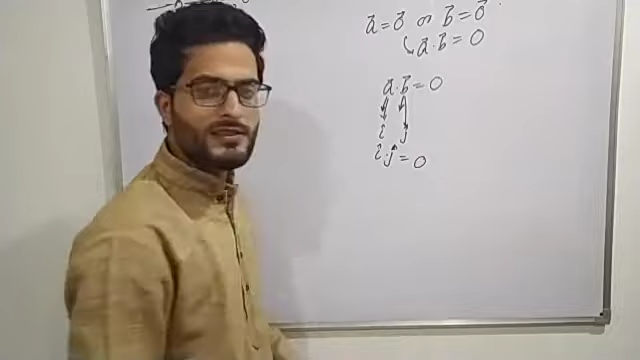 a⃗ = 0⃗ or b⃗ = 0⃗
↳ a⃗ . b⃗ = 0
a⃗ . b⃗ = 0
î ĵ
î . ĵ = 0